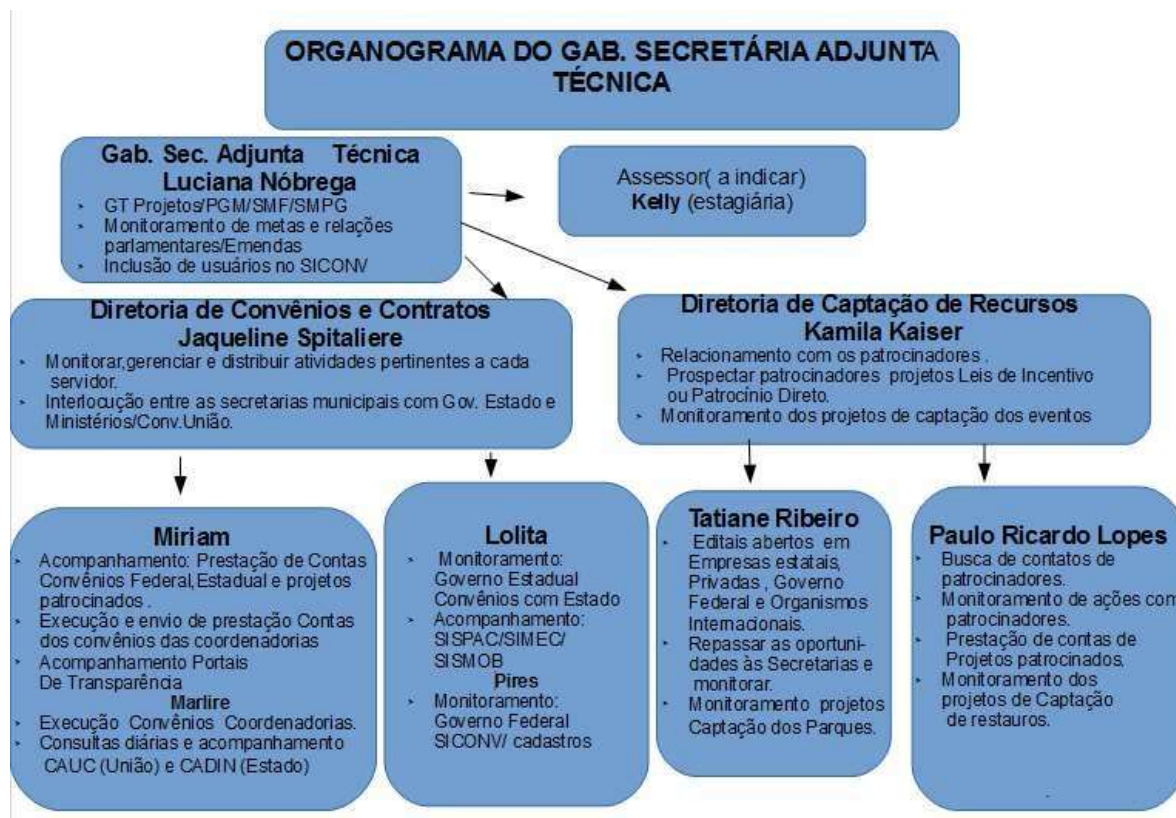 ORGANOGRAMA DO GAB. SECRETÁRIA ADJUNTA
TÉCNICA
Gab. Sec. Adjunta Técnica
Luciana Nóbrega
GT Projetos/PGM/SMF/SMPG
Monitoramento de metas e relações
parlamentares/Emendas
Inclusão de usuários no SICONV
Assessor( a indicar)
Kelly (estagiária)
Diretoria de Convênios e Contratos
Jaqueline Spitaliere
Monitorar,gerenciar e distribuir atividades pertinentes a cada
servidor.
Interlocução entre as secretarias municipais com Gov. Estado e
Ministérios/Conv.União.
Diretoria de Captação de Recursos
Kamila Kaiser
Relacionamento com os patrocinadores .
Prospectar patrocinadores projetos Leis de Incentivo
ou Patrocínio Direto.
Monitoramento dos projetos de captação dos eventos
Miriam
Acompanhamento: Prestação de Contas
Convênios Federal,Estadual e projetos
patrocinados .
Execução e envio de prestação Contas
dos convênios das coordenadorias
Acompanhamento Portais
De Transparência
Marlire
Execução Convênios Coordenadorias.
Consultas diárias e acompanhamento
CAUC (União) e CADIN (Estado)
Lolita
Monitoramento:
Governo Estadual
Convênios com Estado
Acompanhamento:
SISPAC/SIMEC/
SISMOB
Pires
Monitoramento:
Governo Federal
SICONV/ cadastros
Tatiane Ribeiro
Editais abertos em
Empresas estatais,
Privadas , Governo
Federal e Organismos
Internacionais.
Repassar as oportuni-
dades às Secretarias e
monitorar.
Monitoramento projetos
Captação dos Parques.
Paulo Ricardo Lopes
Busca de contatos de
patrocinadores.
Monitoramento de ações com
patrocinadores.
Prestação de contas de
Projetos patrocinados.
Monitoramento dos
projetos de Captação
de restauros.